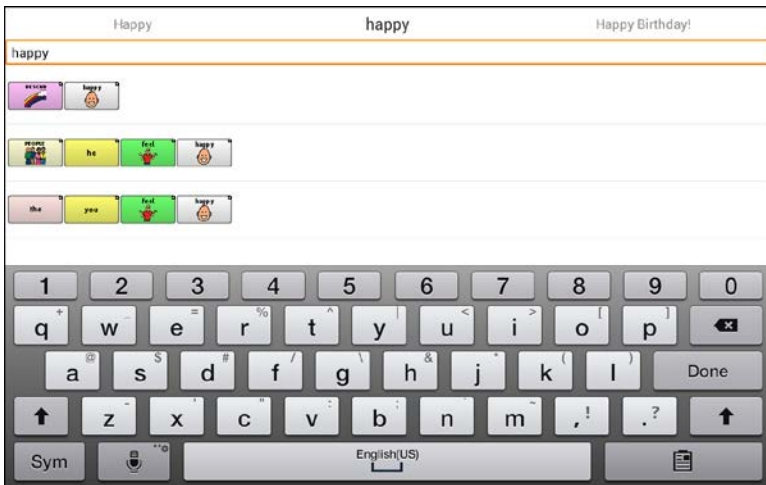 Happy happy Happy Birthday!
happy
DESCRIBE happy
PEOPLE he feel happy
the you feel happy
1 2 3 4 5 6 7 8 9 0
q + w _ e = r % t ^ y | u < i > o [ p ]
a @ s $ d # f / g \ h & j * k ( l ) Done
z - x ' c " v : b ; n , m ~ , ! . ?
Sym English(US)